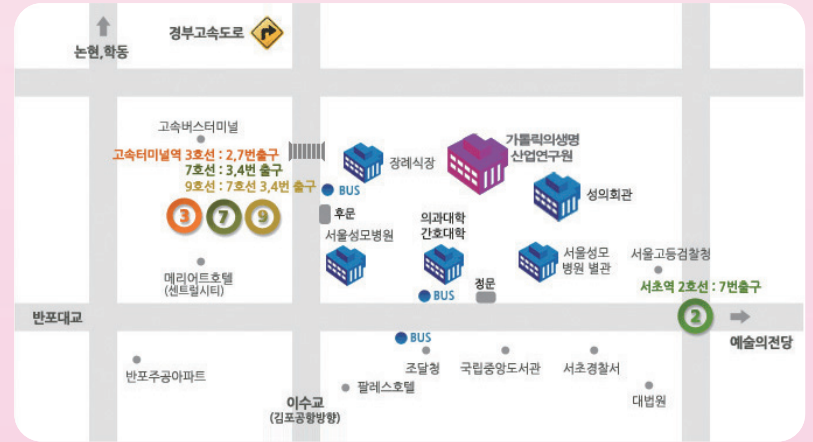 경부고속도로
논현,학동
고속버스터미널
고속터미널역 3호선 : 2,7번출구
7호선 : 3,4번 출구
9호선 : 7호선 3,4번 출구
3
7
9
BUS
후문
장례식장
가톨릭의생명
산업연구원
성의회관
서울성모병원
의과대학
간호대학
서울성모
병원 별관
서울고등검찰청
서초역 2호선 : 7번출구
메리어트호텔
(센트럴시티)
BUS
정문
반포대교
2
예술의전당
BUS
반포주공아파트
조달청
국립중앙도서관
서초경찰서
팔레스호텔
대법원
이수교
(김포공항방향)